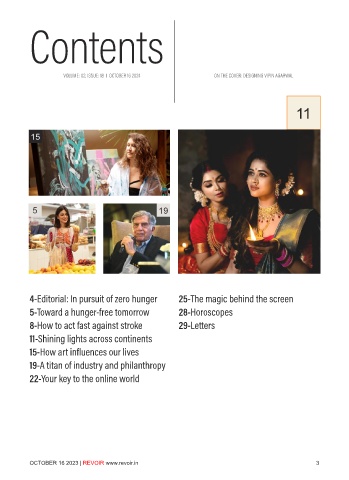 Contents
VOLUME: 02, ISSUE: 08 | OCTOBER 16 2023
ON THE COVER: DESIGNING VIPIN AGARWAL
11
15
5
19
4-Editorial: In pursuit of zero hunger
5-Toward a hunger-free tomorrow
8-How to act fast against stroke
11-Shining lights across continents
15-How art influences our lives
19-A titan of industry and philanthropy
22-Your key to the online world
25-The magic behind the screen
28-Horoscopes
29-Letters
OCTOBER 16 2023 | REVOIR www.revoir.in
3